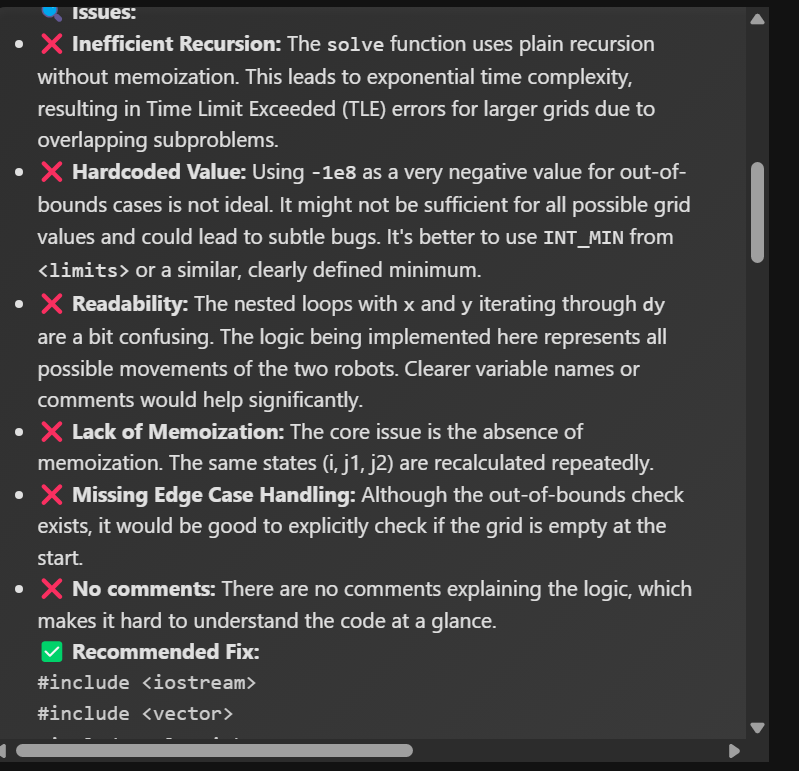 Issues:
Inefficient Recursion: The solve function uses plain recursion
without memoization. This leads to exponential time complexity,
resulting in Time Limit Exceeded (TLE) errors for larger grids due to
overlapping subproblems.
Hardcoded Value: Using -1e8 as a very negative value for out-of-
bounds cases is not ideal. It might not be sufficient for all possible grid
values and could lead to subtle bugs. It's better to use INT_MIN from
<limits> or a similar, clearly defined minimum.
Readability: The nested loops with x and y iterating through dy
are a bit confusing. The logic being implemented here represents all
possible movements of the two robots. Clearer variable names or
comments would help significantly.
Lack of Memoization: The core issue is the absence of
memoization. The same states (i, j1, j2) are recalculated repeatedly.
Missing Edge Case Handling: Although the out-of-bounds check
exists, it would be good to explicitly check if the grid is empty at the
start.
No comments: There are no comments explaining the logic, which
makes it hard to understand the code at a glance.
Recommended Fix:
#include <iostream>
#include <vector>